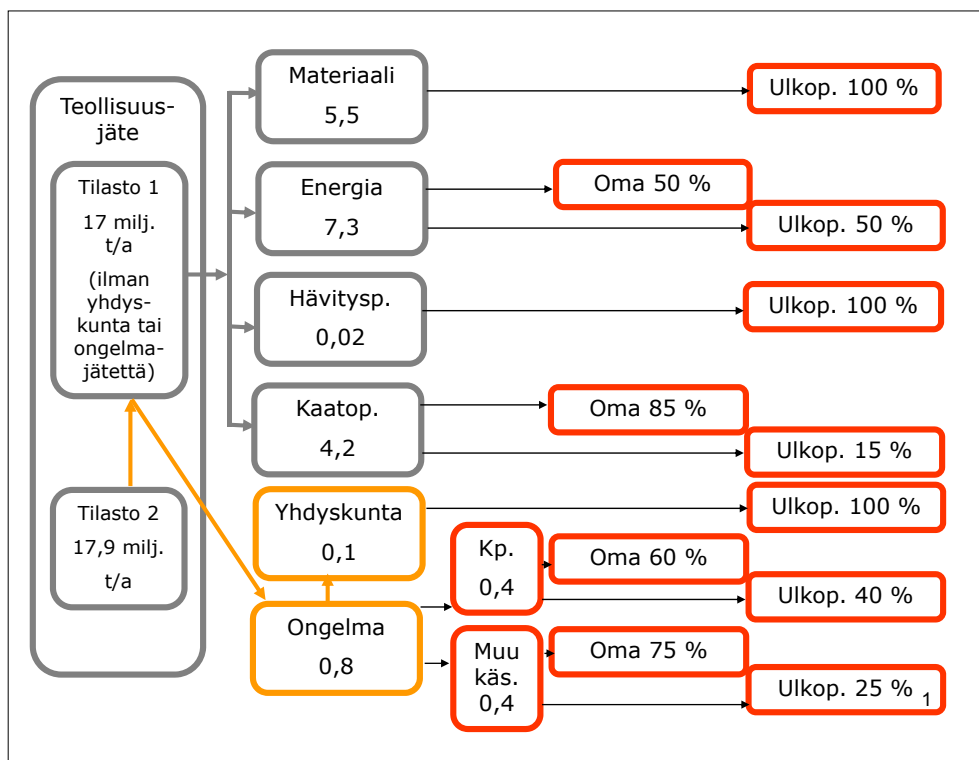 Teollisuus-
jäte
Tilasto 1
17 milj.
t/a
(ilman
yhdys-
kunta tai
ongelma-
jätettä)
Tilasto 2
17,9 milj.
t/a
Materiaali
5,5
Ulkop. 100 %
Energia
7,3
Oma 50 %
Ulkop. 50 %
Hävitysp.
0,02
Ulkop. 100 %
Kaatop.
4,2
Oma 85 %
Ulkop. 15 %
Yhdyskunta
0,1
Ulkop. 100 %
Ongelma
0,8
Kp.
0,4
Oma 60 %
Ulkop. 40 %
Muu
käs.
0,4
Oma 75 %
Ulkop. 25 %
1